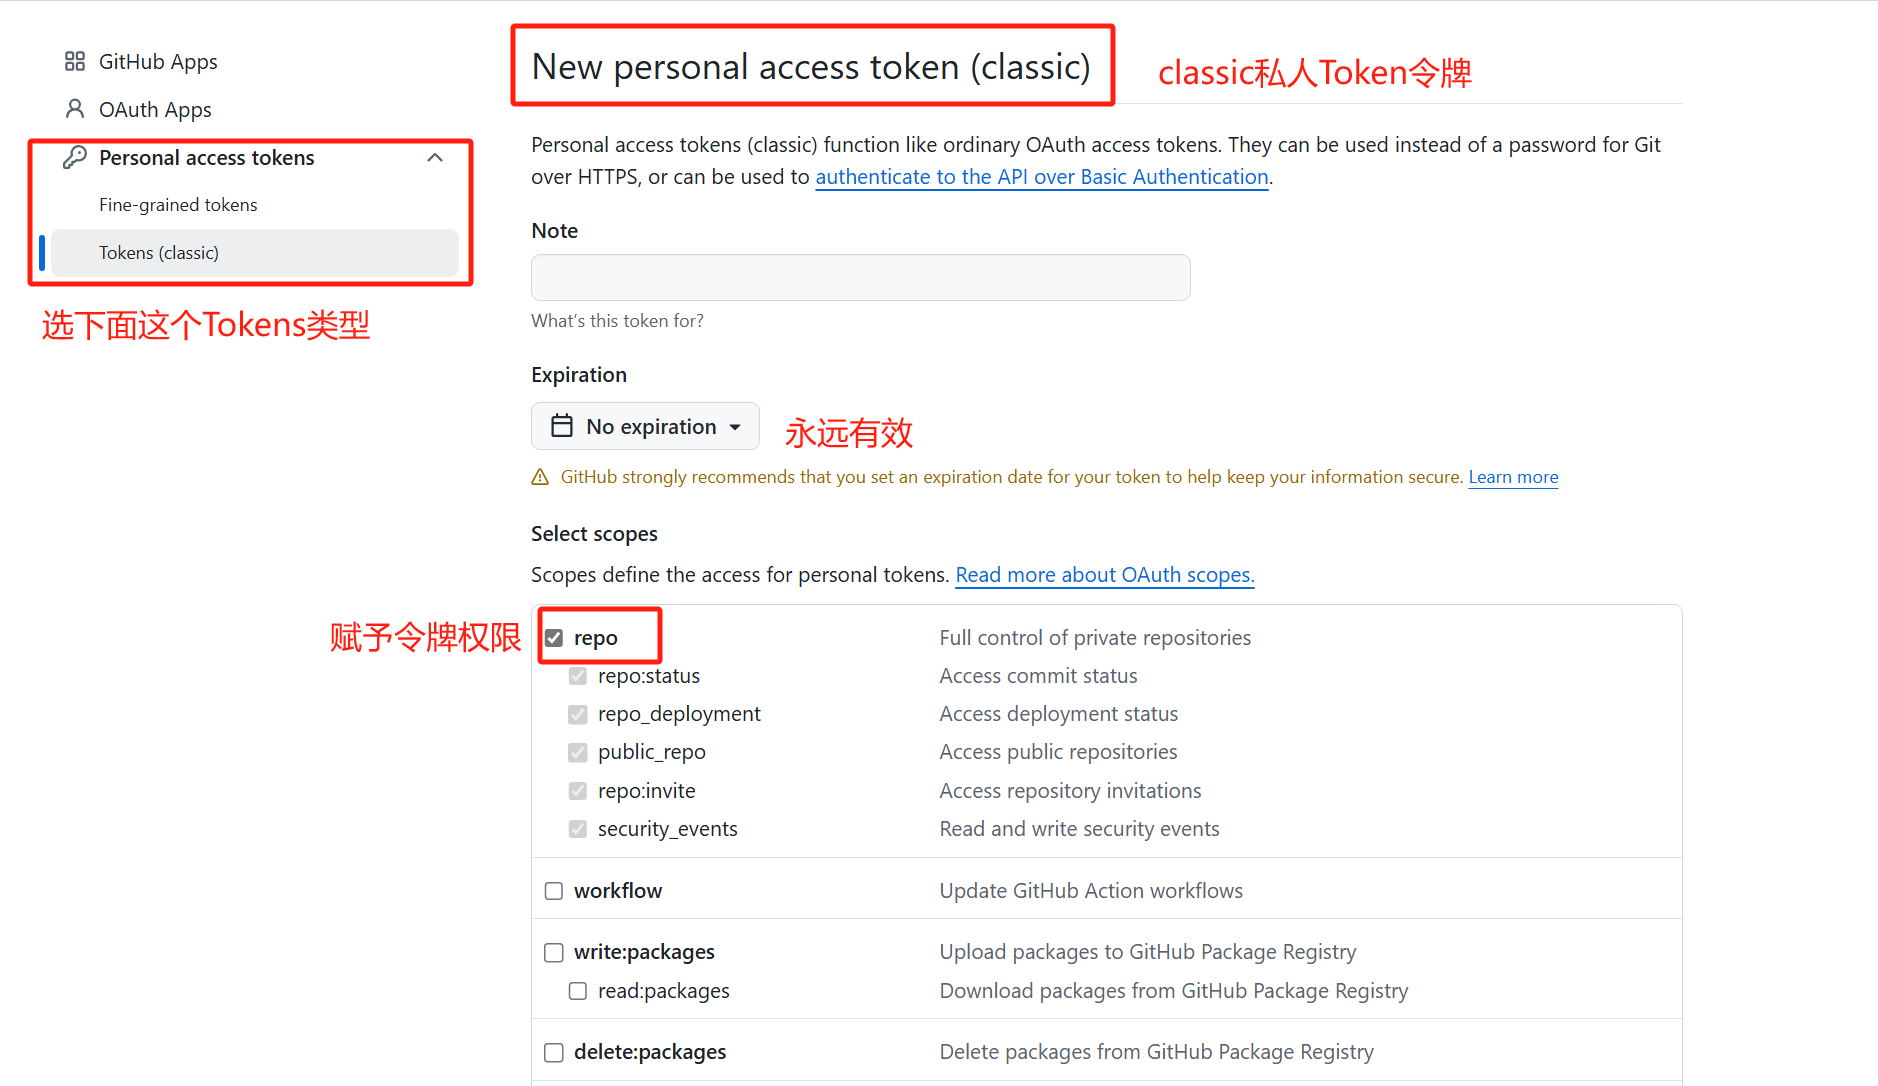 GitHub Apps
OAuth Apps
Personal access tokens
Fine-grained tokens
Tokens (classic)
选下面这个Tokens类型
New personal access token (classic)
classic私人Token令牌
Personal access tokens (classic) function like ordinary OAuth access tokens. They can be used instead of a password for Git
over HTTPS, or can be used to authenticate to the API over Basic Authentication.
Note
What's this token for?
Expiration
No expiration
永远有效
GitHub strongly recommends that you set an expiration date for your token to help keep your information secure. Learn more
Select scopes
Scopes define the access for personal tokens. Read more about OAuth scopes.
赋予令牌权限
repo Full control of private repositories
repo:status Access commit status
repo_deployment Access deployment status
public_repo Access public repositories
repo:invite Access repository invitations
security_events Read and write security events
workflow Update GitHub Action workflows
write:packages Upload packages to GitHub Package Registry
read:packages Download packages from GitHub Package Registry
delete:packages Delete packages from GitHub Package Registry